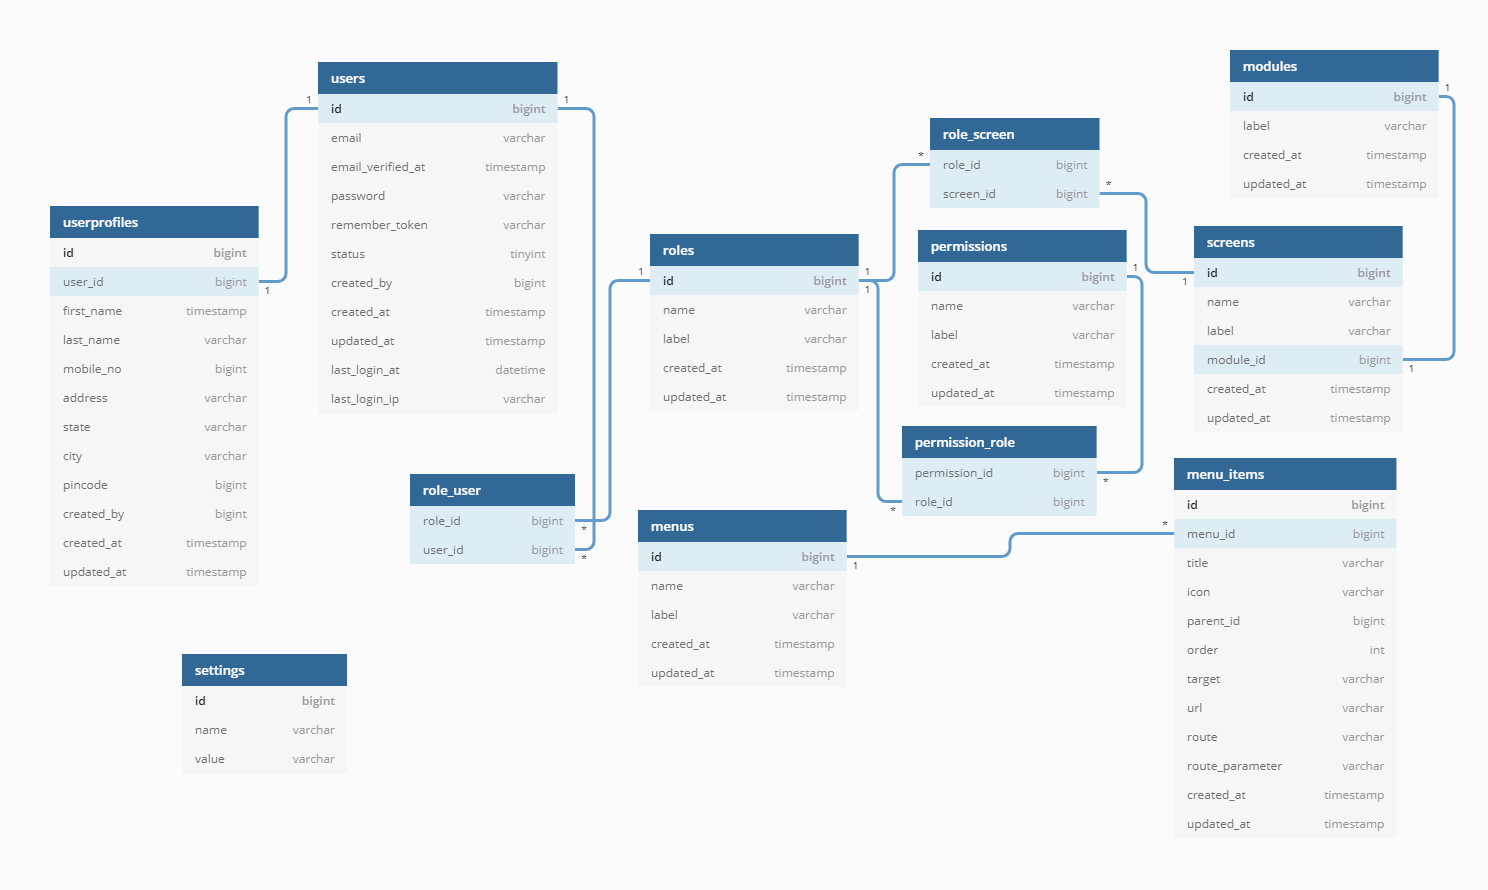 users
id bigint
email varchar
email_verified_at timestamp
password varchar
remember_token varchar
status tinyint
created_by bigint
created_at timestamp
updated_at timestamp
last_login_at datetime
last_login_ip varchar
1
1
userprofiles
id bigint
user_id bigint
first_name timestamp
last_name varchar
mobile_no bigint
address varchar
state varchar
city varchar
pincode bigint
created_by bigint
created_at timestamp
updated_at timestamp
1
role_user
role_id bigint
user_id bigint
*
*
settings
id bigint
name varchar
value varchar
roles
id bigint
name varchar
label varchar
created_at timestamp
updated_at timestamp
1
1
1
menus
id bigint
name varchar
label varchar
created_at timestamp
updated_at timestamp
1
role_screen
role_id bigint
screen_id bigint
*
*
permissions
id bigint
name varchar
label varchar
created_at timestamp
updated_at timestamp
1
permission_role
permission_id bigint
role_id bigint
*
*
modules
id bigint
label varchar
created_at timestamp
updated_at timestamp
1
screens
id bigint
name varchar
label varchar
module_id bigint
created_at timestamp
updated_at timestamp
1
1
menu_items
id bigint
menu_id bigint
title varchar
icon varchar
parent_id bigint
order int
target varchar
url varchar
route varchar
route_parameter varchar
created_at timestamp
updated_at timestamp
*